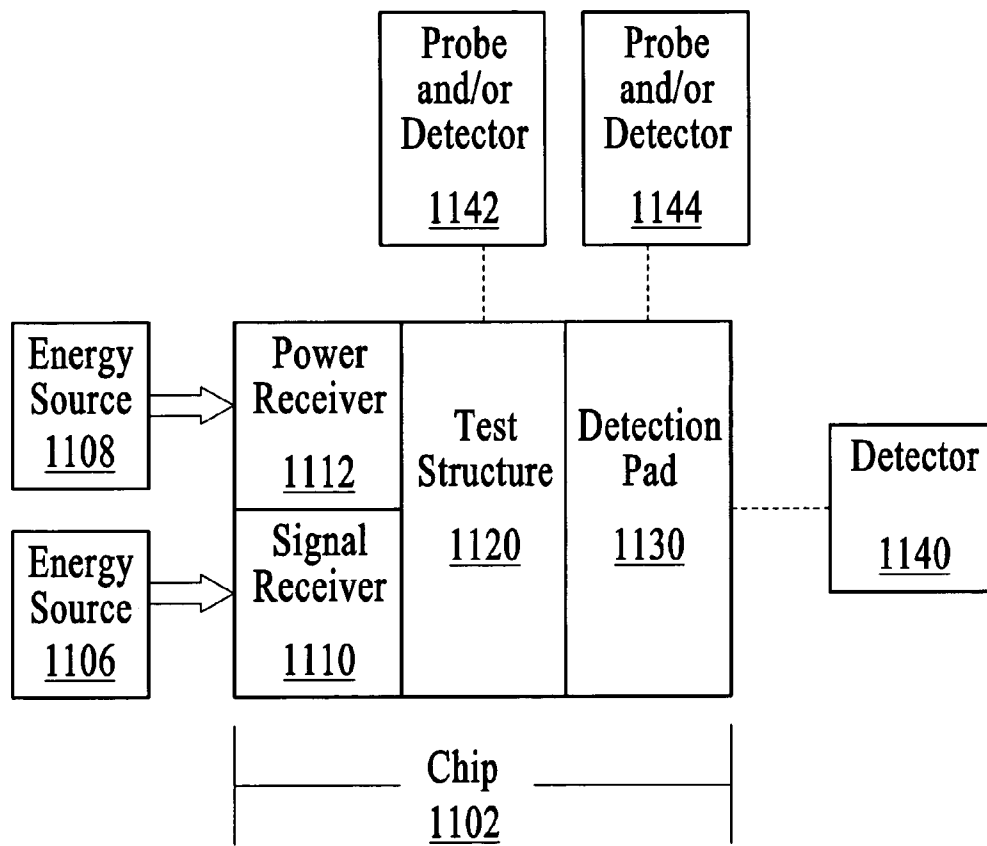 Probe
and/or
Detector
1142
Probe
and/or
Detector
1144
Energy
Source
1108
Power
Receiver
1112
Energy
Source
1106
Signal
Receiver
1110
Test
Structure
1120
Detection
Pad
1130
Detector
1140
Chip
1102